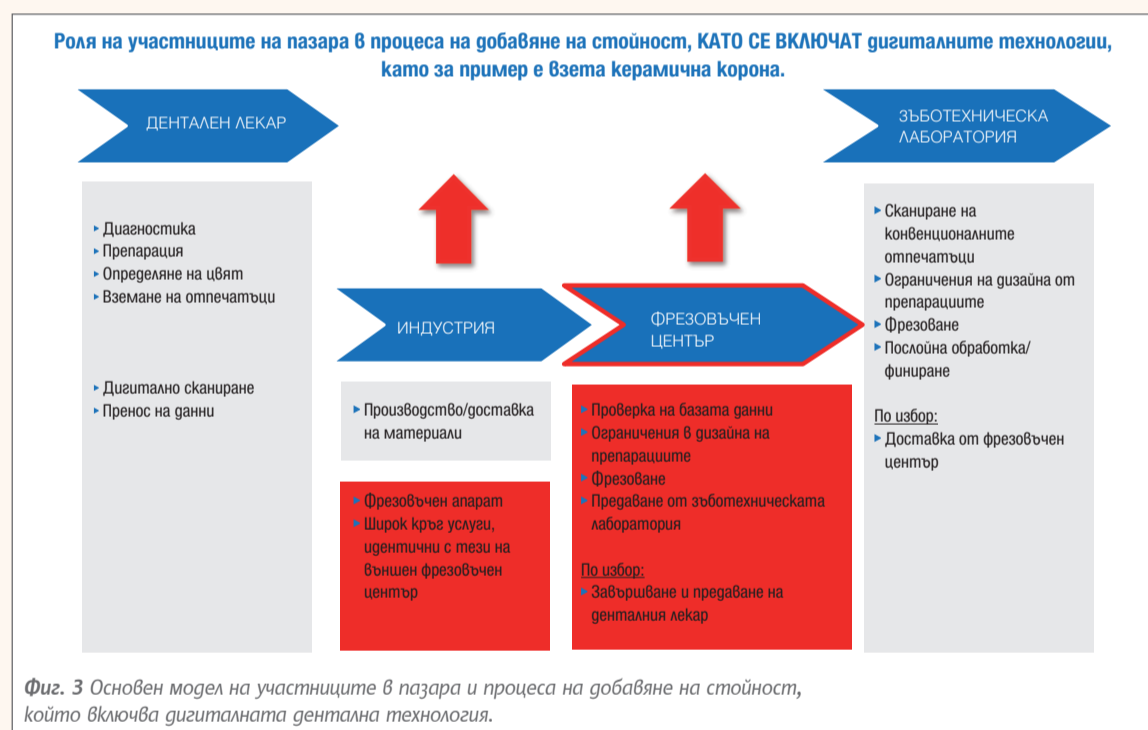 Роля на участниците на пазара в процеса на добавяне на стойност, КАТО СЕ ВКЛЮЧАТ дигиталните технологии,
като за пример е взета керамична корона.
ДЕНТАЛЕН ЛЕКАР
▸ Диагностика
▸ Препарация
▸ Определяне на цвят
▸ Вземане на отпечатъци
▸ Дигитално сканиране
▸ Пренос на данни
ИНДУСТРИЯ
▸ Производство/доставка
на материали
▸ Фрезовъчен апарат
▸ Широк кръг услуги,
идентични с тези на
външен фрезовъчен
център
ФРЕЗОВЪЧЕН
ЦЕНТЪР
▸ Проверка на базата данни
▸ Ограничения в дизайна на
препарациите
▸ Фрезоване
▸ Предаване от зъботехническата
лаборатория
По избор:
▸ Завършване и предаване на
денталния лекар
ЗЪБОТЕХНИЧЕСКА
ЛАБОРАТОРИЯ
▸ Сканиране на
конвенционалните
отпечатъци
▸ Ограничения на дизайна от
препарациите
▸ Фрезоване
▸ Послойна обработка/
финиране
По избор:
▸ Доставка от фрезовъчен
център
Фиг. 3 Основен модел на участниците в пазара и процеса на добавяне на стойност,
който включва дигиталната дентална технология.